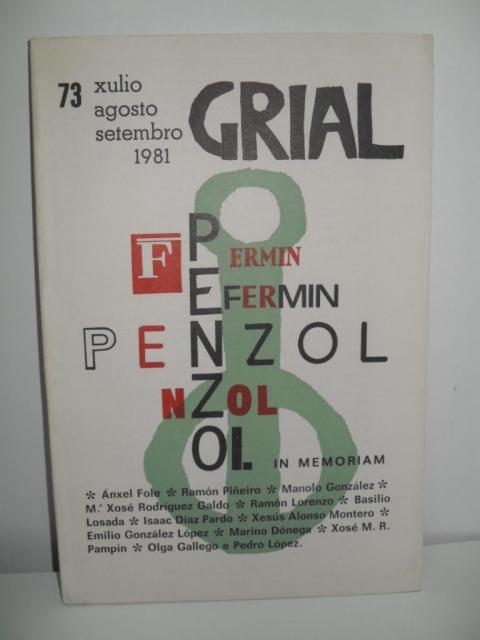 73 xulio
agosto
setembro
1981
GRIAL
PENZOL
FERMIN
FERMIN
PENZOL
NZOL
IN MEMORIAM
* Ánxel Fole * Ramón Piñeiro * Manolo González *
M.ª Xosé Rodríguez Galdo * Ramón Lorenzo * Basilio
Losada * Isaac Díaz Pardo * Xesús Alonso Montero *
Emilio González López * Marino Dónega * Xosé M. R.
Pampín * Olga Gallego e Pedro López.